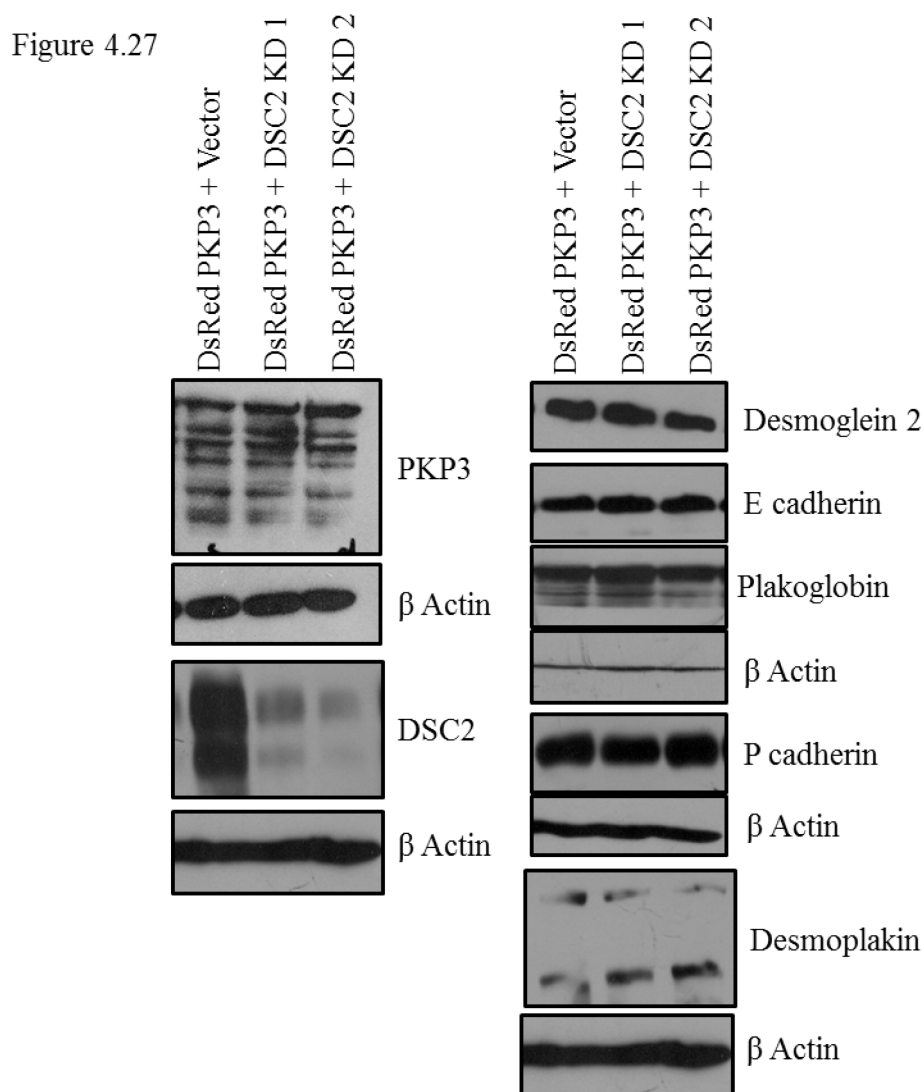 Figure 4.27
DsRed PKP3 + Vector
DsRed PKP3 + DSC2 KD 1
DsRed PKP3 + DSC2 KD 2
PKP3
β Actin
DSC2
β Actin
DsRed PKP3 + Vector
DsRed PKP3 + DSC2 KD 1
DsRed PKP3 + DSC2 KD 2
Desmoglein 2
E cadherin
Plakoglobin
β Actin
P cadherin
β Actin
Desmoplakin
β Actin